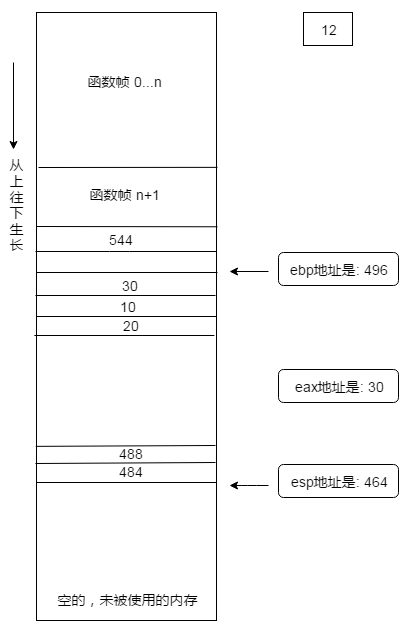 12
函数帧 0...n
从上往下生长
函数帧 n+1
544
ebp地址是: 496
30
10
20
eax地址是: 30
488
484
esp地址是: 464
空的，未被使用的内存